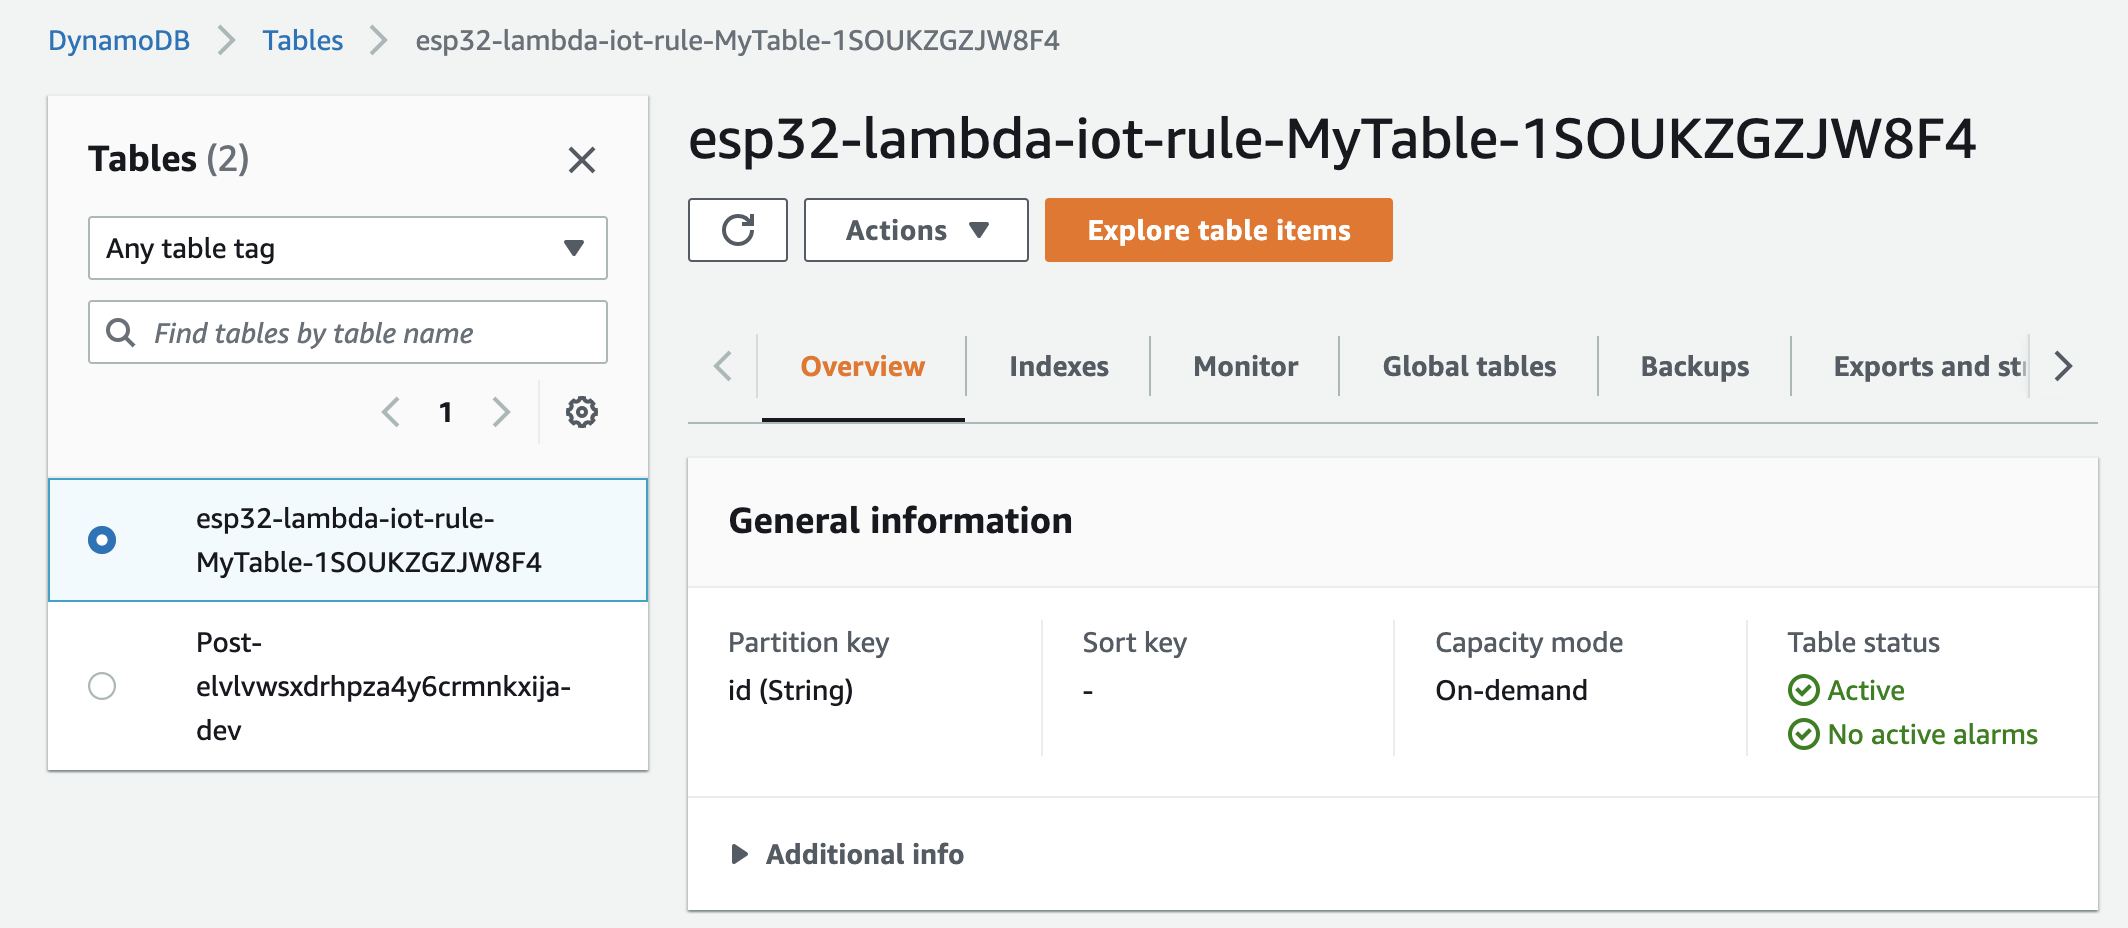 DynamoDB
Tables
esp32-lambda-iot-rule-MyTable-1SOUKZGZJW8F4
Tables (2)
Any table tag
Find tables by table name
1
esp32-lambda-iot-rule-
MyTable-1SOUKZGZJW8F4
Post-
elvlvwsxdrhpza4y6crmnkxija-
dev
esp32-lambda-iot-rule-MyTable-1SOUKZGZJW8F4
Actions
Explore table items
Overview
Indexes
Monitor
Global tables
Backups
Exports and str
General information
Partition key
id (String)
Sort key
-
Capacity mode
On-demand
Table status
Active
No active alarms
Additional info